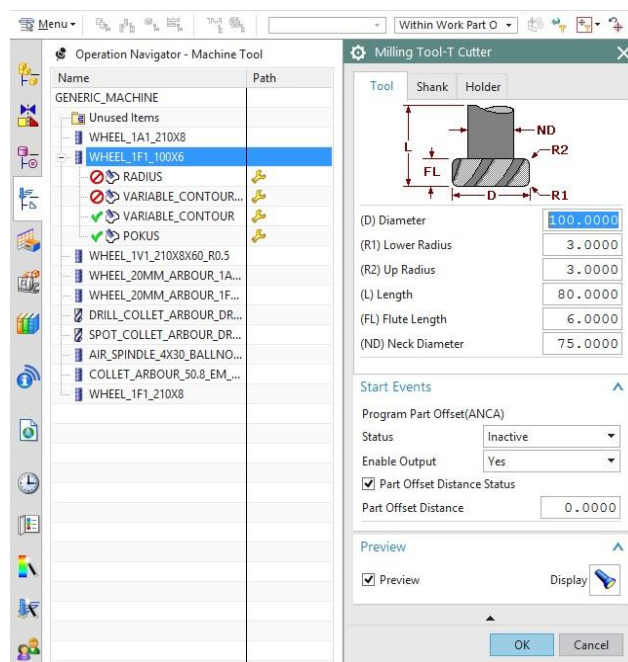 Menu
Within Work Part O
Operation Navigator - Machine Tool
Name Path
GENERIC_MACHINE
Unused Items
WHEEL_1A1_210X8
WHEEL_1F1_100X6
RADIUS
VARIABLE_CONTOUR...
VARIABLE_CONTOUR
POKUS
WHEEL_1V1_210X8X60_R0.5
WHEEL_20MM_ARBOUR_1A...
WHEEL_20MM_ARBOUR_1F...
DRILL_COLLET_ARBOUR_DR...
SPOT_COLLET_ARBOUR_DR...
AIR_SPINDLE_4X30_BALLNO...
COLLET_ARBOUR_50.8_EM_...
WHEEL_1F1_210X8
Milling Tool-T Cutter
Tool Shank Holder
ND
R2
L
FL
D
R1
(D) Diameter 100.0000
(R1) Lower Radius 3.0000
(R2) Up Radius 3.0000
(L) Length 80.0000
(FL) Flute Length 6.0000
(ND) Neck Diameter 75.0000
Start Events
Program Part Offset(ANCA)
Status Inactive
Enable Output Yes
Part Offset Distance Status
Part Offset Distance 0.0000
Preview
Preview Display
OK Cancel